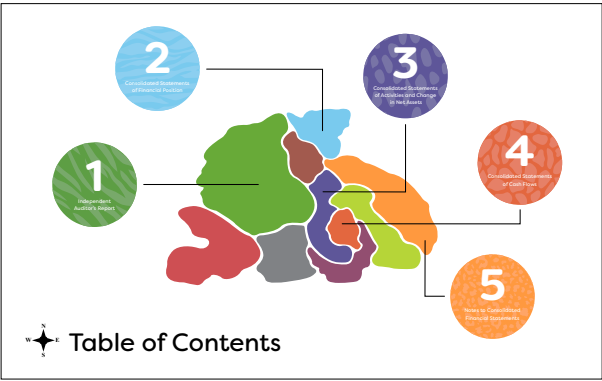 2
Consolidated Statements
of Financial Position
3
Consolidated Statements
of Activities and Change
in Net Assets
1
Independent
Auditor's Report
4
Consolidated Statements
of Cash Flows
5
Notes to Consolidated
Financial Statements
N
W E
S
Table of Contents